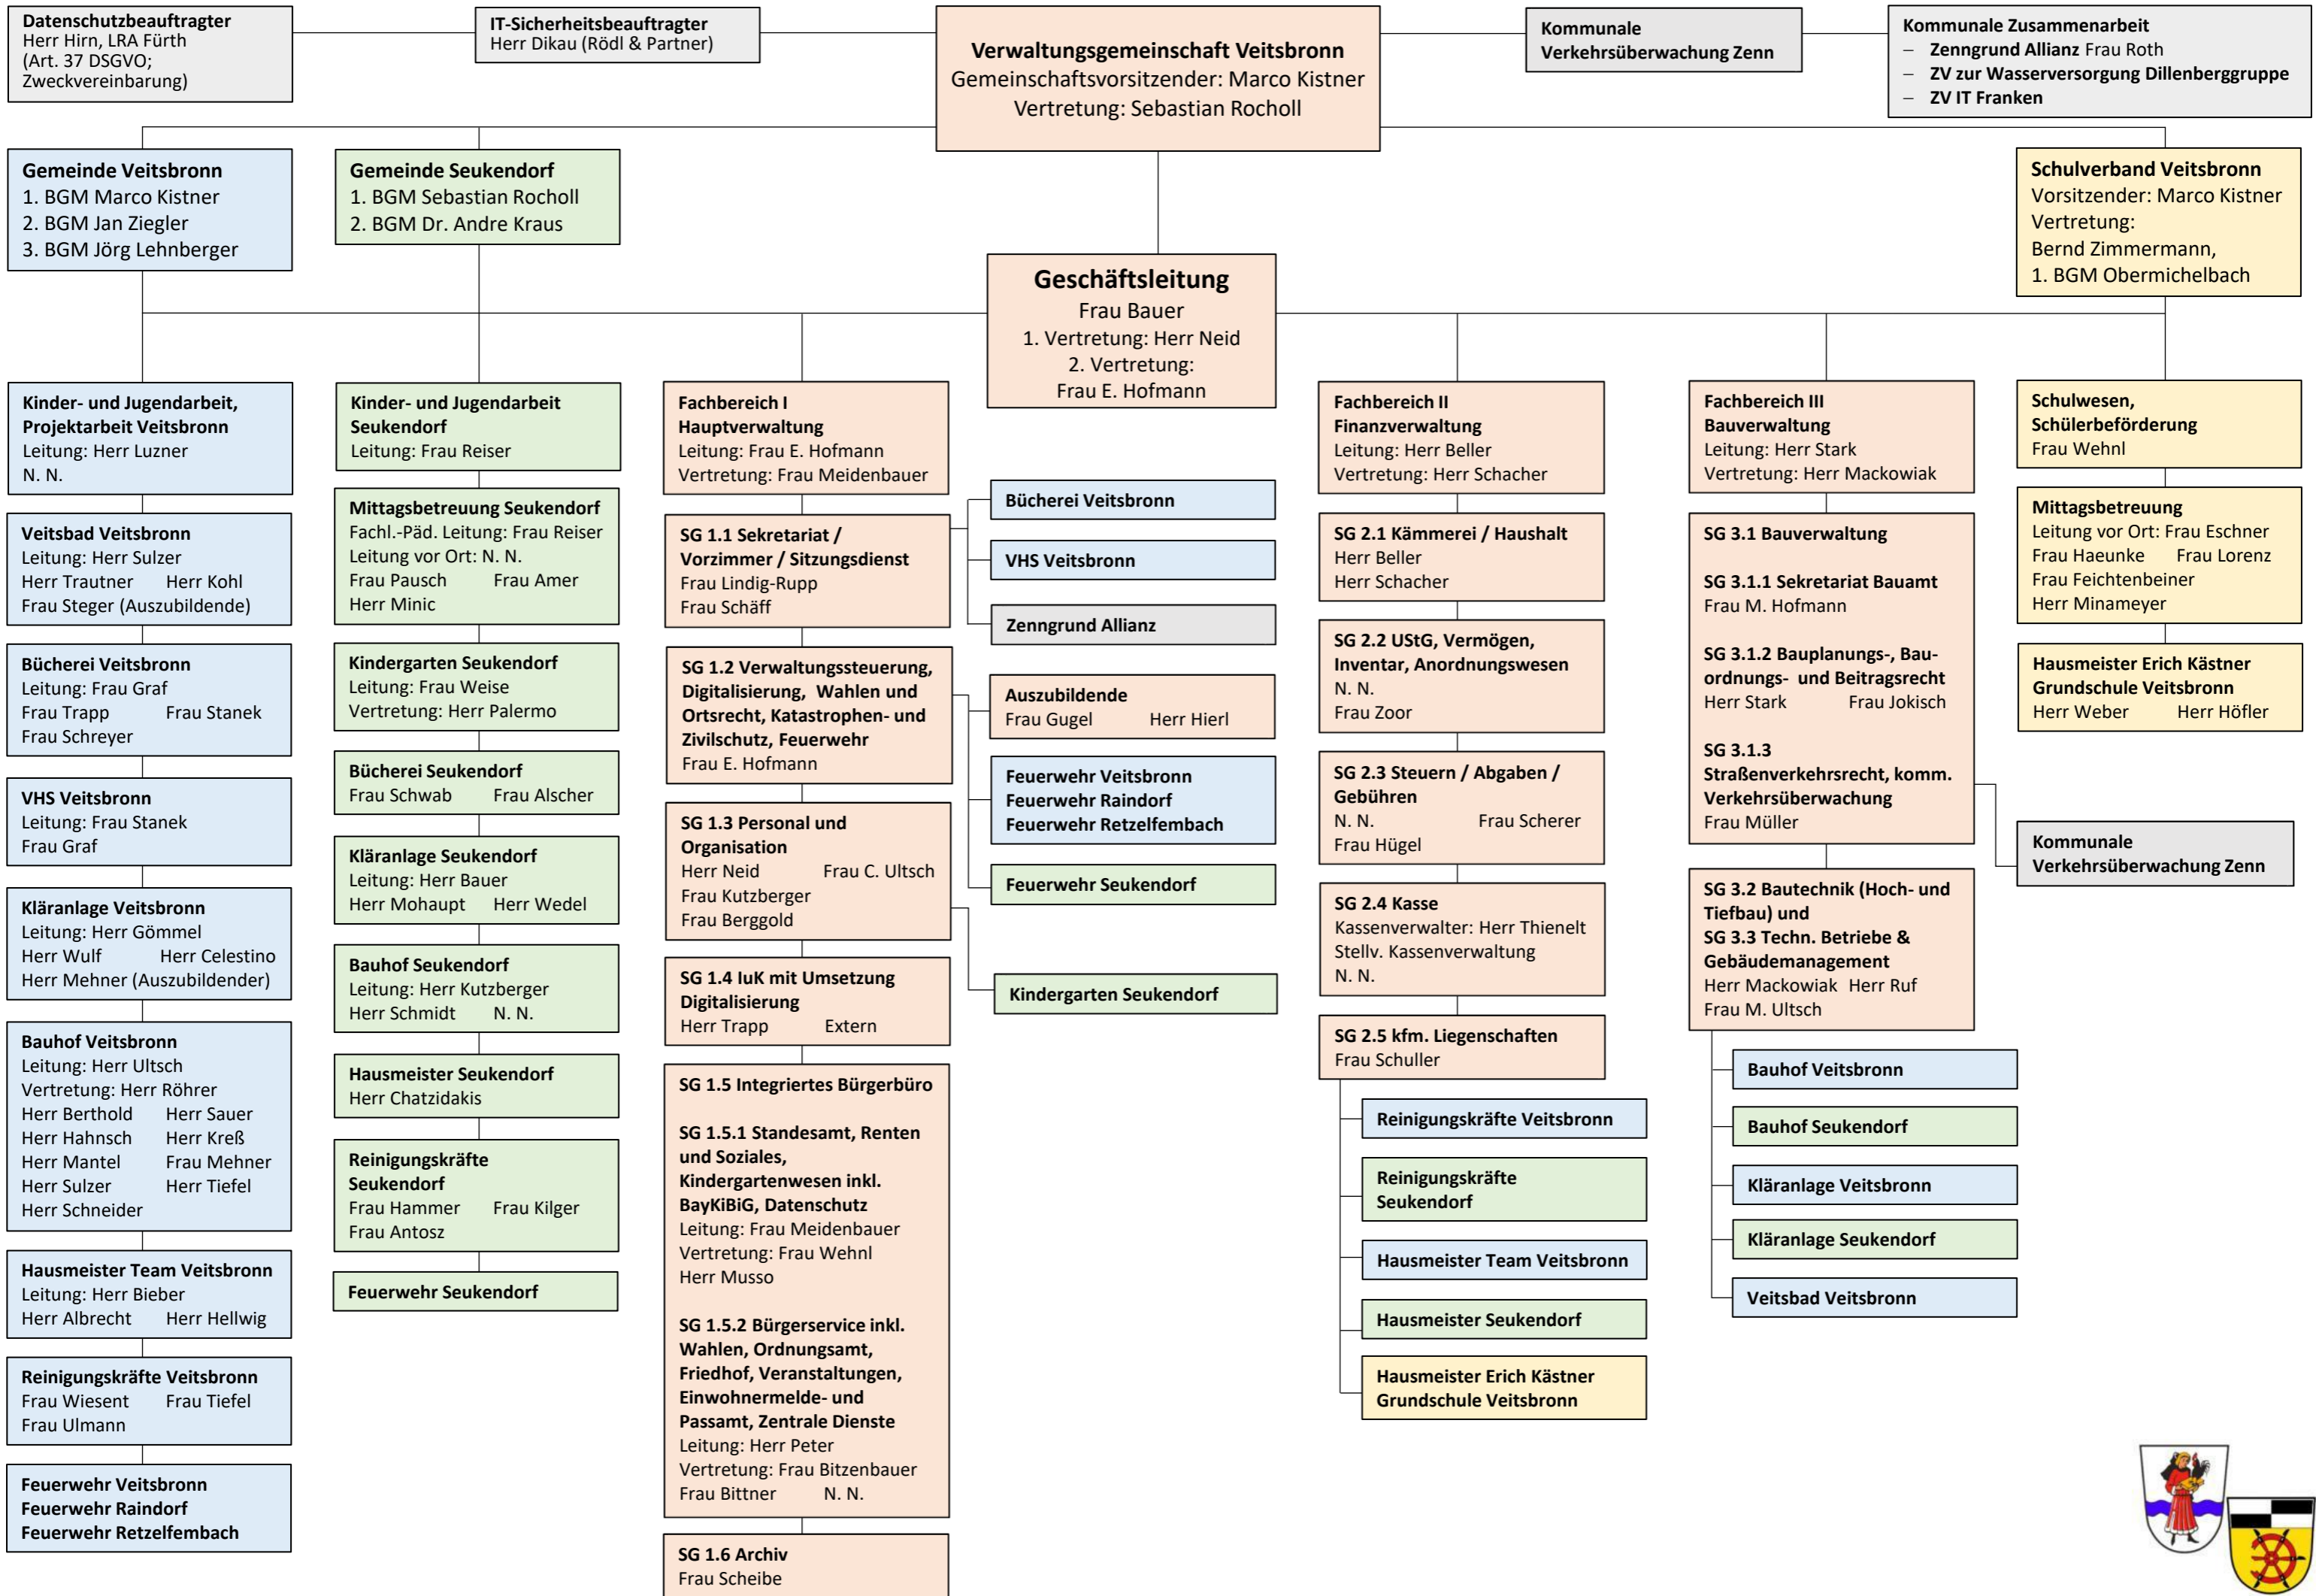 Datenschutzbeauftragter
Herr Hirn, LRA Fürth
(Art. 37 DSGVO;
Zweckvereinbarung)
IT-Sicherheitsbeauftragter
Herr Dikau (Rödl & Partner)
Verwaltungsgemeinschaft Veitsbronn
Gemeinschaftsvorsitzender: Marco Kistner
Vertretung: Sebastian Rocholl
Kommunale
Verkehrsüberwachung Zenn
Kommunale Zusammenarbeit
– Zenngrund Allianz Frau Roth
– ZV zur Wasserversorgung Dillenberggruppe
– ZV IT Franken
Gemeinde Veitsbronn
1. BGM Marco Kistner
2. BGM Jan Ziegler
3. BGM Jörg Lehnberger
Gemeinde Seukendorf
1. BGM Sebastian Rocholl
2. BGM Dr. Andre Kraus
Schulverband Veitsbronn
Vorsitzender: Marco Kistner
Vertretung:
Bernd Zimmermann,
1. BGM Obermichelbach
Geschäftsleitung
Frau Bauer
1. Vertretung: Herr Neid
2. Vertretung:
Frau E. Hofmann
Kinder- und Jugendarbeit,
Projektarbeit Veitsbronn
Leitung: Herr Luzner
N. N.
Veitsbad Veitsbronn
Leitung: Herr Sulzer
Herr Trautner Herr Kohl
Frau Steger (Auszubildende)
Bücherei Veitsbronn
Leitung: Frau Graf
Frau Trapp Frau Stanek
Frau Schreyer
VHS Veitsbronn
Leitung: Frau Stanek
Frau Graf
Kläranlage Veitsbronn
Leitung: Herr Gömmel
Herr Wulf Herr Celestino
Herr Mehner (Auszubildender)
Bauhof Veitsbronn
Leitung: Herr Ultsch
Vertretung: Herr Röhrer
Herr Berthold Herr Sauer
Herr Hahnsch Herr Kreß
Herr Mantel Frau Mehner
Herr Sulzer Herr Tiefel
Herr Schneider
Hausmeister Team Veitsbronn
Leitung: Herr Bieber
Herr Albrecht Herr Hellwig
Reinigungskräfte Veitsbronn
Frau Wiesent Frau Tiefel
Frau Ulmann
Feuerwehr Veitsbronn
Feuerwehr Raindorf
Feuerwehr Retzelfembach
Kinder- und Jugendarbeit
Seukendorf
Leitung: Frau Reiser
Mittagsbetreuung Seukendorf
Fachl.-Päd. Leitung: Frau Reiser
Leitung vor Ort: N. N.
Frau Pausch Frau Amer
Herr Minic
Kindergarten Seukendorf
Leitung: Frau Weise
Vertretung: Herr Palermo
Bücherei Seukendorf
Frau Schwab Frau Alscher
Kläranlage Seukendorf
Leitung: Herr Bauer
Herr Mohaupt Herr Wedel
Bauhof Seukendorf
Leitung: Herr Kutzberger
Herr Schmidt N. N.
Hausmeister Seukendorf
Herr Chatzidakis
Reinigungskräfte
Seukendorf
Frau Hammer Frau Kilger
Frau Antosz
Feuerwehr Seukendorf
Fachbereich I
Hauptverwaltung
Leitung: Frau E. Hofmann
Vertretung: Frau Meidenbauer
SG 1.1 Sekretariat /
Vorzimmer / Sitzungsdienst
Frau Lindig-Rupp
Frau Schäff
SG 1.2 Verwaltungssteuerung,
Digitalisierung, Wahlen und
Ortsrecht, Katastrophen- und
Zivilschutz, Feuerwehr
Frau E. Hofmann
SG 1.3 Personal und
Organisation
Herr Neid Frau C. Ultsch
Frau Kutzberger
Frau Berggold
SG 1.4 IuK mit Umsetzung
Digitalisierung
Herr Trapp Extern
SG 1.5 Integriertes Bürgerbüro
SG 1.5.1 Standesamt, Renten
und Soziales,
Kindergartenwesen inkl.
BayKiBiG, Datenschutz
Leitung: Frau Meidenbauer
Vertretung: Frau Wehnl
Herr Musso
SG 1.5.2 Bürgerservice inkl.
Wahlen, Ordnungsamt,
Friedhof, Veranstaltungen,
Einwohnermelde- und
Passamt, Zentrale Dienste
Leitung: Herr Peter
Vertretung: Frau Bitzenbauer
Frau Bittner N. N.
SG 1.6 Archiv
Frau Scheibe
Bücherei Veitsbronn
VHS Veitsbronn
Zenngrund Allianz
Auszubildende
Frau Gugel Herr Hierl
Feuerwehr Veitsbronn
Feuerwehr Raindorf
Feuerwehr Retzelfembach
Feuerwehr Seukendorf
Kindergarten Seukendorf
Fachbereich II
Finanzverwaltung
Leitung: Herr Beller
Vertretung: Herr Schacher
SG 2.1 Kämmerei / Haushalt
Herr Beller
Herr Schacher
SG 2.2 UStG, Vermögen,
Inventar, Anordnungswesen
N. N.
Frau Zoor
SG 2.3 Steuern / Abgaben /
Gebühren
N. N. Frau Scherer
Frau Hügel
SG 2.4 Kasse
Kassenverwalter: Herr Thienelt
Stellv. Kassenverwaltung
N. N.
SG 2.5 kfm. Liegenschaften
Frau Schuller
Reinigungskräfte Veitsbronn
Reinigungskräfte
Seukendorf
Hausmeister Team Veitsbronn
Hausmeister Seukendorf
Hausmeister Erich Kästner
Grundschule Veitsbronn
Fachbereich III
Bauverwaltung
Leitung: Herr Stark
Vertretung: Herr Mackowiak
SG 3.1 Bauverwaltung
SG 3.1.1 Sekretariat Bauamt
Frau M. Hofmann
SG 3.1.2 Bauplanungs-, Bau-
ordnungs- und Beitragsrecht
Herr Stark Frau Jokisch
SG 3.1.3
Straßenverkehrsrecht, komm.
Verkehrsüberwachung
Frau Müller
SG 3.2 Bautechnik (Hoch- und
Tiefbau) und
SG 3.3 Techn. Betriebe &
Gebäudemanagement
Herr Mackowiak Herr Ruf
Frau M. Ultsch
Bauhof Veitsbronn
Bauhof Seukendorf
Kläranlage Veitsbronn
Kläranlage Seukendorf
Veitsbad Veitsbronn
Schulwesen,
Schülerbeförderung
Frau Wehnl
Mittagsbetreuung
Leitung vor Ort: Frau Eschner
Frau Haeunke Frau Lorenz
Frau Feichtenbeiner
Herr Minameyer
Hausmeister Erich Kästner
Grundschule Veitsbronn
Herr Weber Herr Höfler
Kommunale
Verkehrsüberwachung Zenn